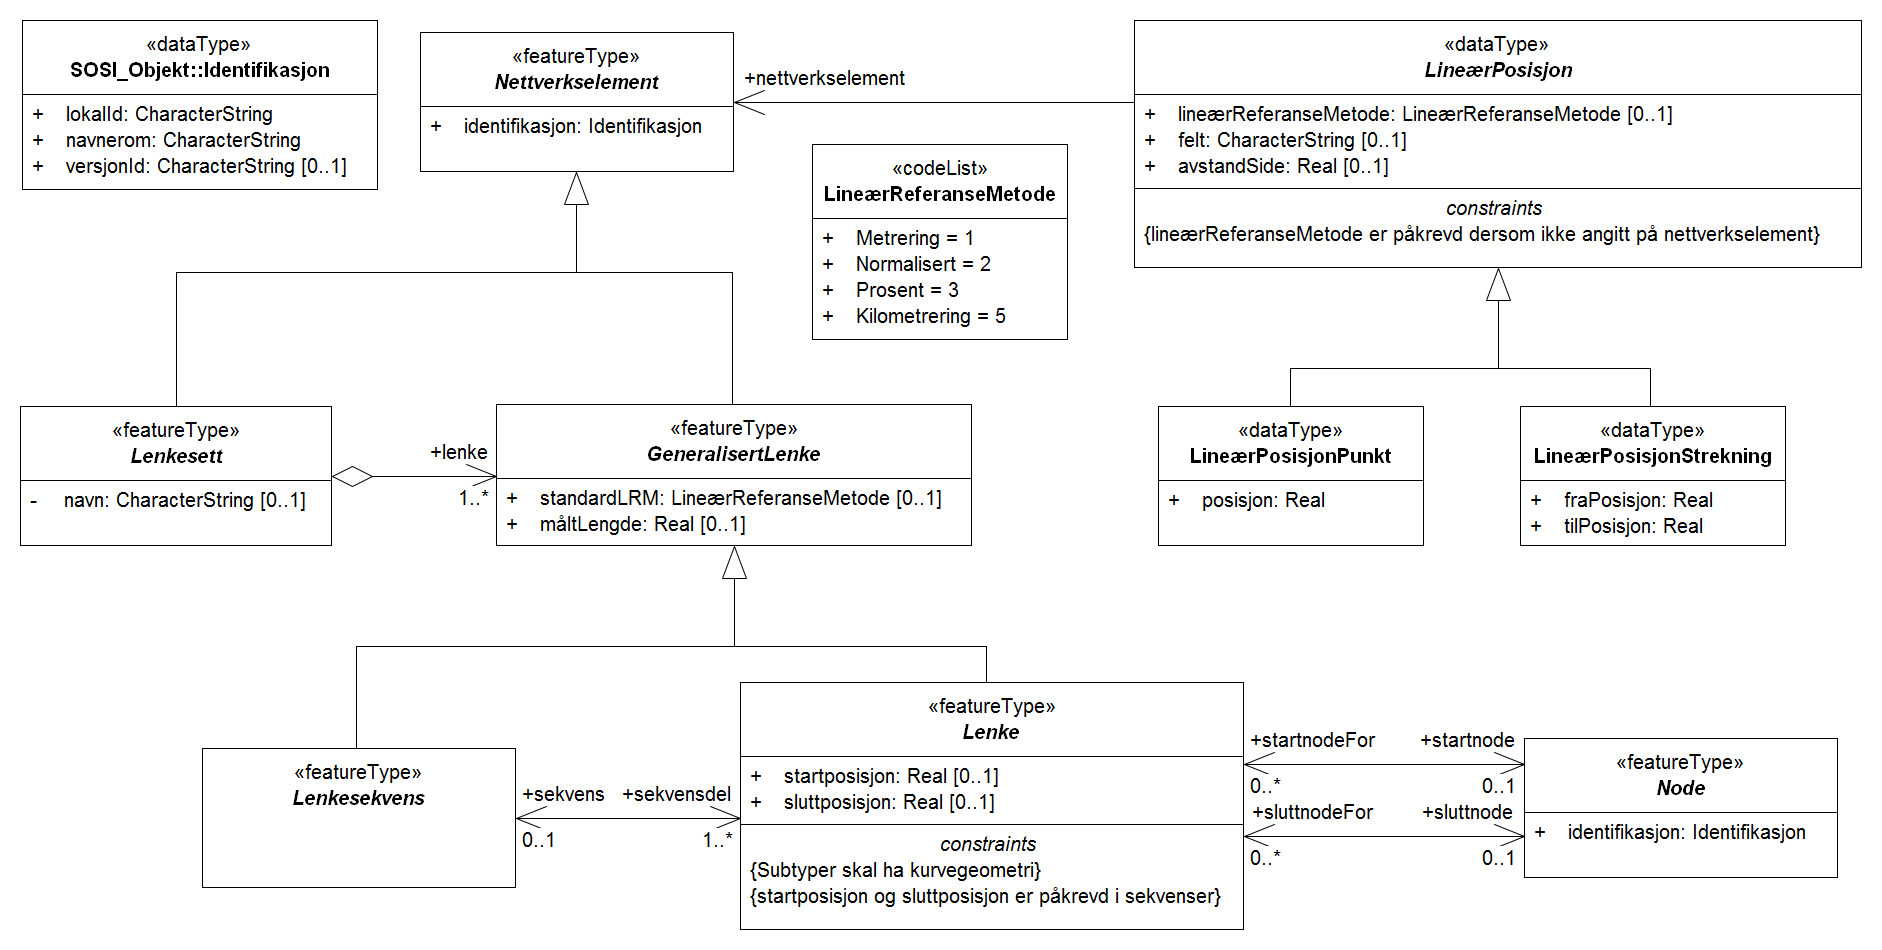 «dataType»
SOSI_Objekt::Identifikasjon
+ lokalId: CharacterString
+ navnerom: CharacterString
+ versjonId: CharacterString [0..1]
«featureType»
Nettverkselement
+ identifikasjon: Identifikasjon
+nettverkselement
«dataType»
LineærPosisjon
+ lineærReferanseMetode: LineærReferanseMetode [0..1]
+ felt: CharacterString [0..1]
+ avstandSide: Real [0..1]
constraints
{lineærReferanseMetode er påkrevd dersom ikke angitt på nettverkselement}
«codeList»
LineærReferanseMetode
+ Metrering = 1
+ Normalisert = 2
+ Prosent = 3
+ Kilometrering = 5
«featureType»
Lenkesett
- navn: CharacterString [0..1]
+lenke
1..*
«featureType»
GeneralisertLenke
+ standardLRM: LineærReferanseMetode [0..1]
+ måltLengde: Real [0..1]
«dataType»
LineærPosisjonPunkt
+ posisjon: Real
«dataType»
LineærPosisjonStrekning
+ fraPosisjon: Real
+ tilPosisjon: Real
«featureType»
Lenkesekvens
+sekvens
0..1
+sekvensdel
1..*
«featureType»
Lenke
+ startposisjon: Real [0..1]
+ sluttposisjon: Real [0..1]
constraints
{Subtyper skal ha kurvegeometri}
{startposisjon og sluttposisjon er påkrevd i sekvenser}
+startnodeFor
0..*
+startnode
0..1
+sluttnodeFor
0..*
+sluttnode
0..1
«featureType»
Node
+ identifikasjon: Identifikasjon